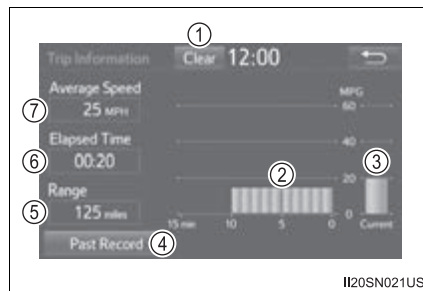 ①
Trip Information Clear 12:00
Average Speed MPG
⑦ 25 MPH 60
Elapsed Time 40
⑥ 00:20 ② ③
Range 20
⑤ 125 miles 0
15 min 10 5 0 Current
Past Record ④
II20SN021US